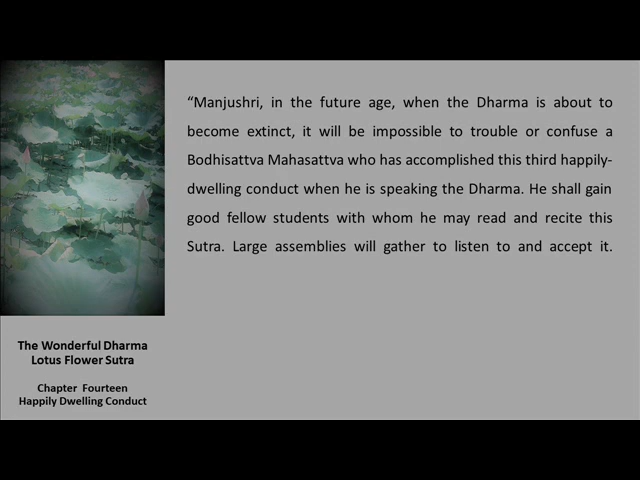 “Manjushri, in the future age, when the Dharma is about to
become extinct, it will be impossible to trouble or confuse a
Bodhisattva Mahasattva who has accomplished this third happily-
dwelling conduct when he is speaking the Dharma. He shall gain
good fellow students with whom he may read and recite this
Sutra. Large assemblies will gather to listen to and accept it.
The Wonderful Dharma
Lotus Flower Sutra
Chapter Fourteen
Happily Dwelling Conduct